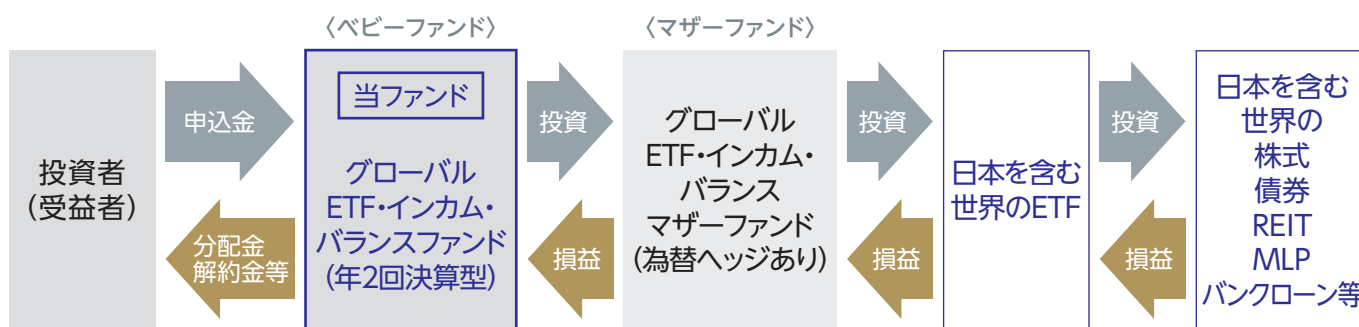 〈ベビーファンド〉
〈マザーファンド〉
投資者
(受益者)
申込金
分配金
解約金等
当ファンド
グローバル
ETF・インカム・
バランスファンド
(年2回決算型)
投資
損益
グローバル
ETF・インカム・
バランス
マザーファンド
(為替ヘッジあり)
投資
損益
日本を含む
世界のETF
投資
損益
日本を含む
世界の
株式
債券
REIT
MLP
バンクローン等